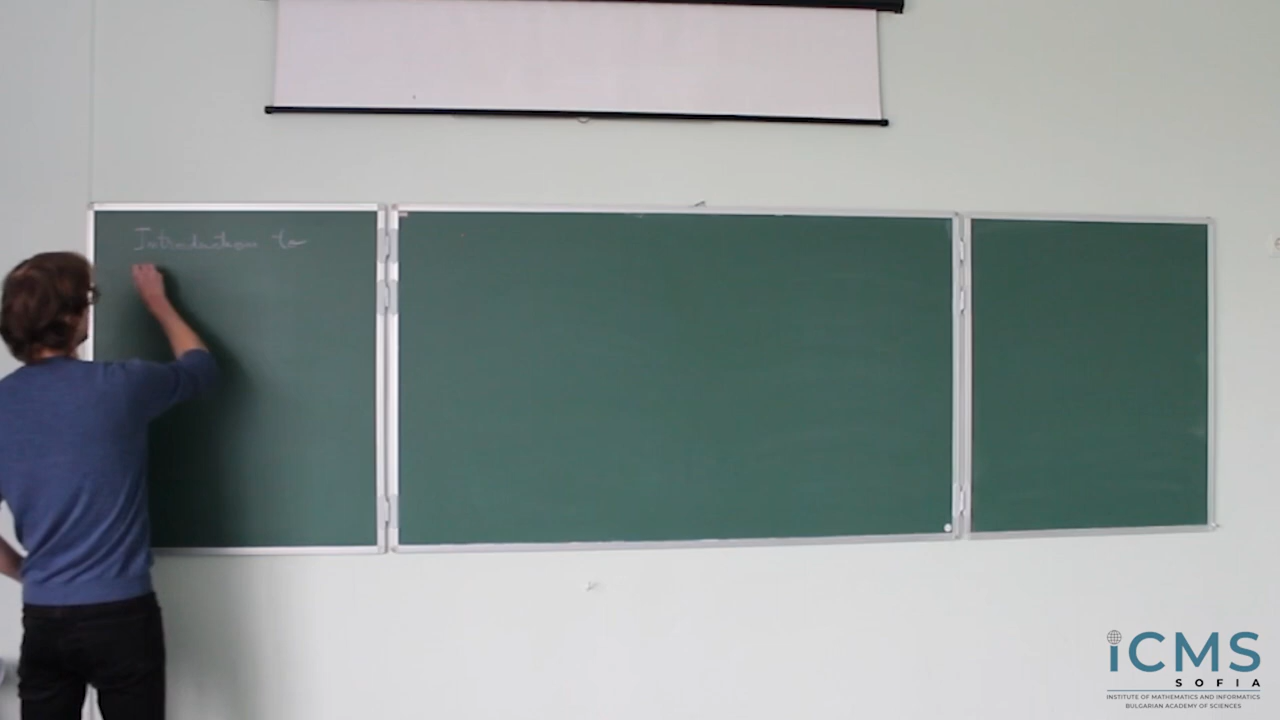 Introduction to
iCMS
SOFIA
INSTITUTE OF MATHEMATICS AND INFORMATICS
BULGARIAN ACADEMY OF SCIENCES